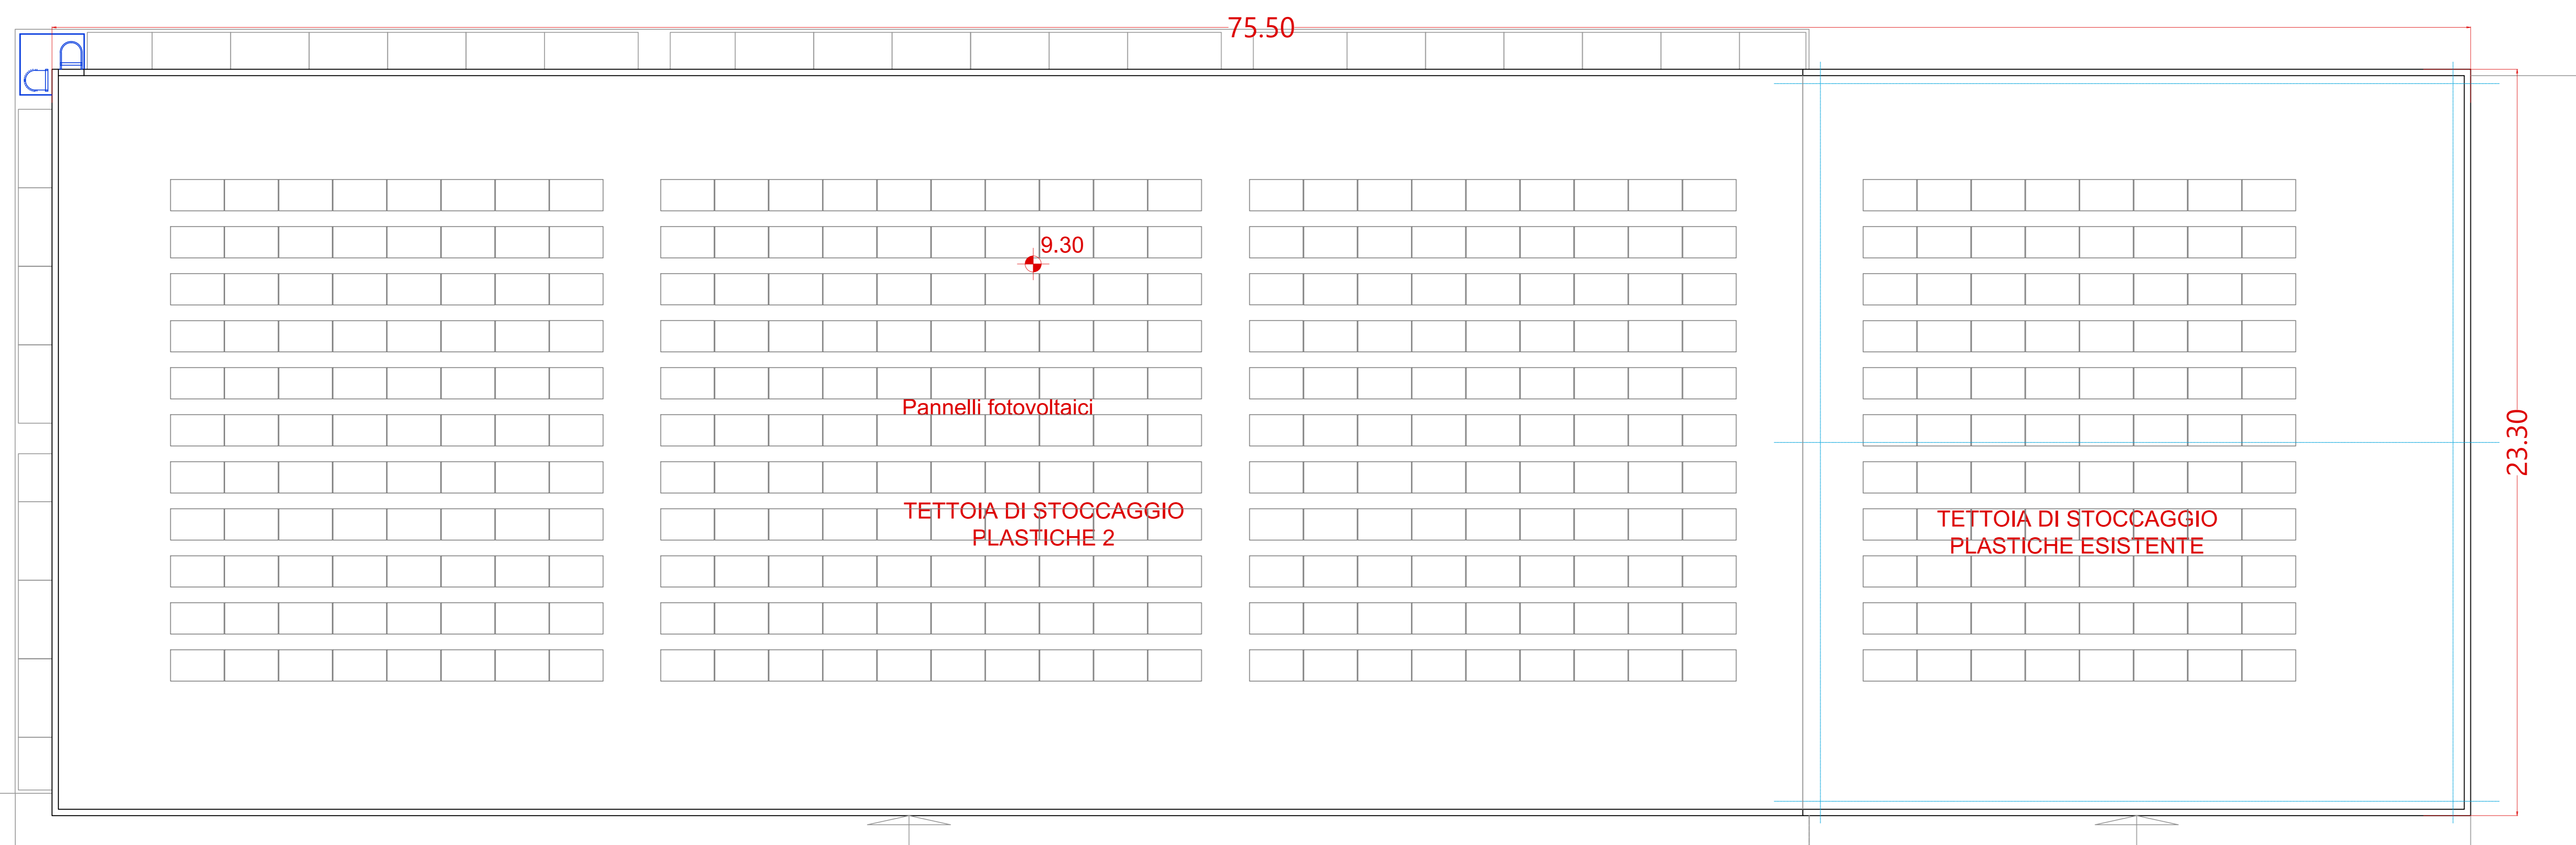 75.50
9.30
Pannelli fotovoltaici
23.30
TETTOIA DI STOCCAGGIO
PLASTICHE 2
TETTOIA DI STOCCAGGIO
PLASTICHE ESISTENTE